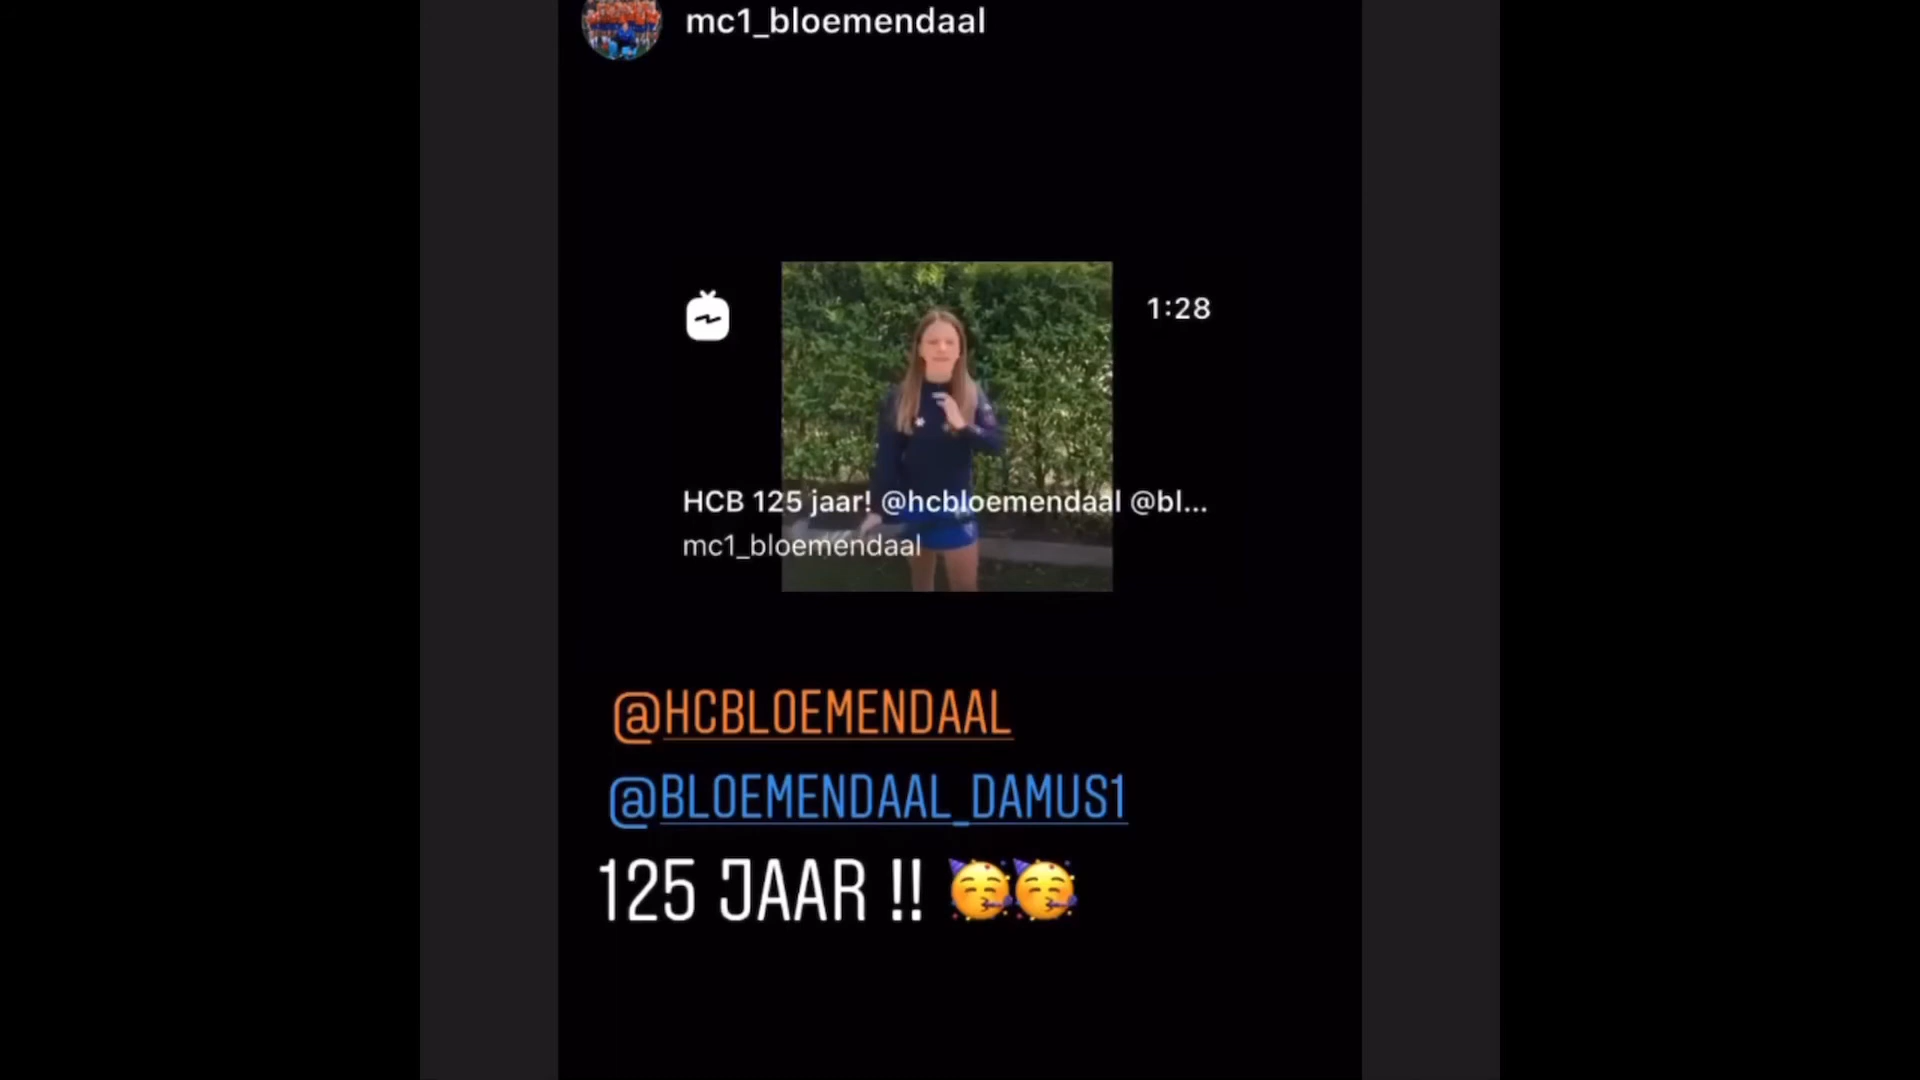 mc1_bloemendaal
1:28
HCB 125 jaar! @hcbloemendaal @bl...
mc1_bloemendaal
@HCBLOEMENDAAL
@BLOEMENDAAL_DAMUS1
125 JAAR !! 🥳🥳